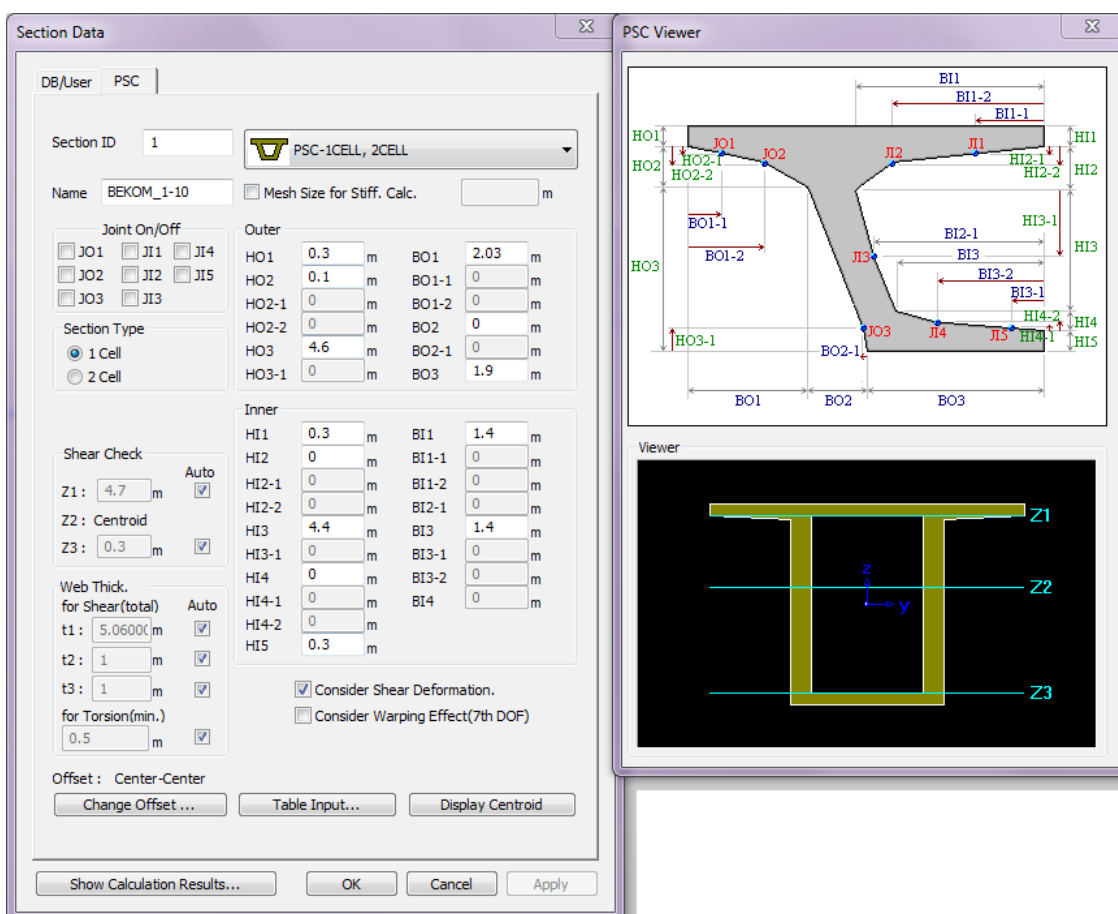 Section Data
DB/User PSC
Section ID 1 PSC-1CELL, 2CELL
Name BEKOM_1-10 Mesh Size for Stiff. Calc. m
Joint On/Off
JO1 JI1 JI4
JO2 JI2 JI5
JO3 JI3
Section Type
1 Cell
2 Cell
Shear Check
Auto
Z1 : 4.7 m
Z2 : Centroid
Z3 : 0.3 m
Web Thick.
for Shear(total) Auto
t1 : 5.0600( m
t2 : 1 m
t3 : 1 m
for Torsion(min.)
0.5 m
Outer
HO1 0.3 m BO1 2.03 m
HO2 0.1 m BO1-1 0 m
HO2-1 0 m BO1-2 0 m
HO2-2 0 m BO2 0 m
HO3 4.6 m BO2-1 0 m
HO3-1 0 m BO3 1.9 m
Inner
HI1 0.3 m BI1 1.4 m
HI2 0 m BI1-1 0 m
HI2-1 0 m BI1-2 0 m
HI2-2 0 m BI2-1 0 m
HI3 4.4 m BI3 1.4 m
HI3-1 0 m BI3-1 0 m
HI4 0 m BI3-2 0 m
HI4-1 0 m BI4 0 m
HI4-2 0 m
HI5 0.3 m
Consider Shear Deformation.
Consider Warping Effect(7th DOF)
Offset : Center-Center
Change Offset ... Table Input... Display Centroid
Show Calculation Results... OK Cancel Apply
PSC Viewer
BI1
BI1-2
BI1-1
HO1 JO1 JI1 HI1
HO2 HO2-1 JO2 JI2 HI2-1 HI2
HO2-2 HI2-2
BO1-1 HI3-1
BO1-2 BI2-1
HO3 JI3 BI3 HI3
BI3-2
BI3-1
HI4-2 HI4
HO3-1 JO3 JI4 JI5 HI4-1 HI5
BO2-1
BO1 BO2 BO3
Viewer
Z1
z
Z2
y
Z3